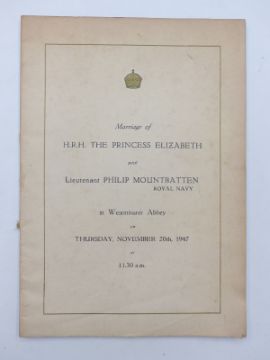 Marriage of
H.R.H. THE PRINCESS ELIZABETH
and
Lieutenant PHILIP MOUNTBATTEN
ROYAL NAVY
in Westminster Abbey
on
THURSDAY, NOVEMBER 20th, 1947
at
11.30 a.m.